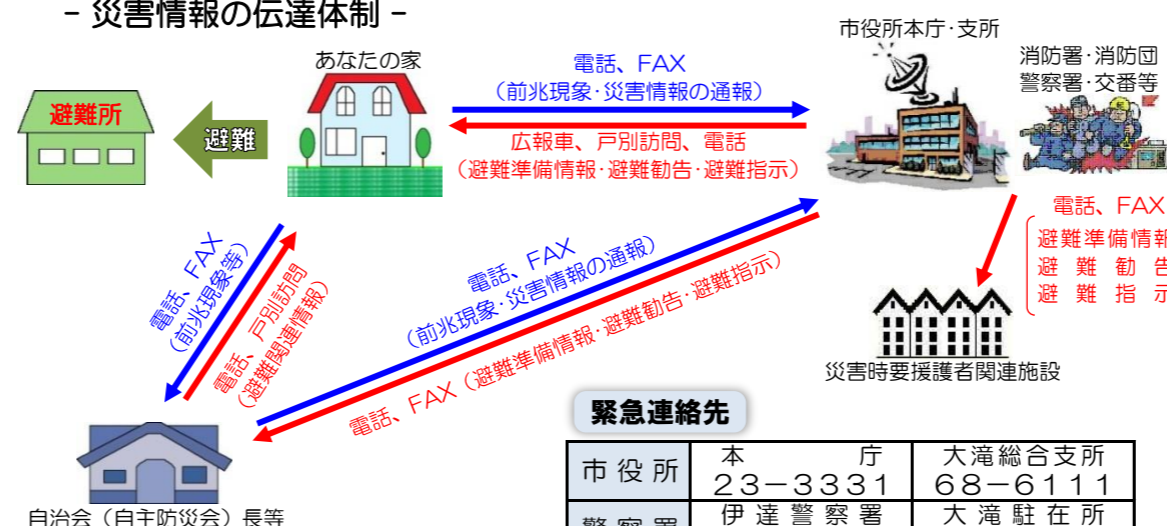 - 災害情報の伝達体制 -
市役所本庁・支所
あなたの家
消防署・消防団
警察署・交番等
電話、FAX
(前兆現象・災害情報の通報)
避難所
避難
広報車、戸別訪問、電話
(避難準備情報・避難勧告・避難指示)
電話、FAX
避難準備情報
避難勧告
避難指示
電話、FAX
(前兆現象等)
電話、戸別訪問
(避難関連情報)
電話、FAX
(前兆現象・災害情報の通報)
電話、FAX(避難準備情報・避難勧告・避難指示)
災害時要援護者関連施設
自治会(自主防災会)長等
緊急連絡先
市役所 本庁 大滝総合支所
23-3331 68-6111
警察署 伊達警察署 大滝駐在所